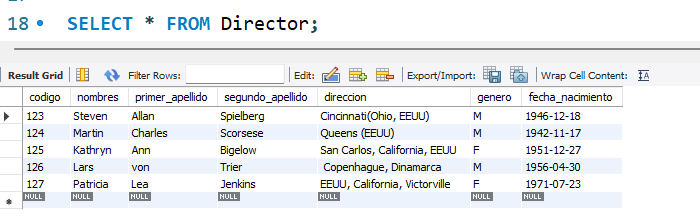 18 SELECT * FROM Director;
Result Grid Filter Rows: Edit: Export/Import: Wrap Cell Content: IA
codigo nombres primer_apellido segundo_apellido direccion genero fecha_nacimiento
123 Steven Allan Spielberg Cincinnati(Ohio, EEUU) M 1946-12-18
124 Martin Charles Scorsese Queens (EEUU) M 1942-11-17
125 Kathryn Ann Bigelow San Carlos, California, EEUU F 1951-12-27
126 Lars von Trier Copenhague, Dinamarca M 1956-04-30
127 Patricia Lea Jenkins EEUU, California, Victorville F 1971-07-23
NULL NULL NULL NULL NULL NULL NULL